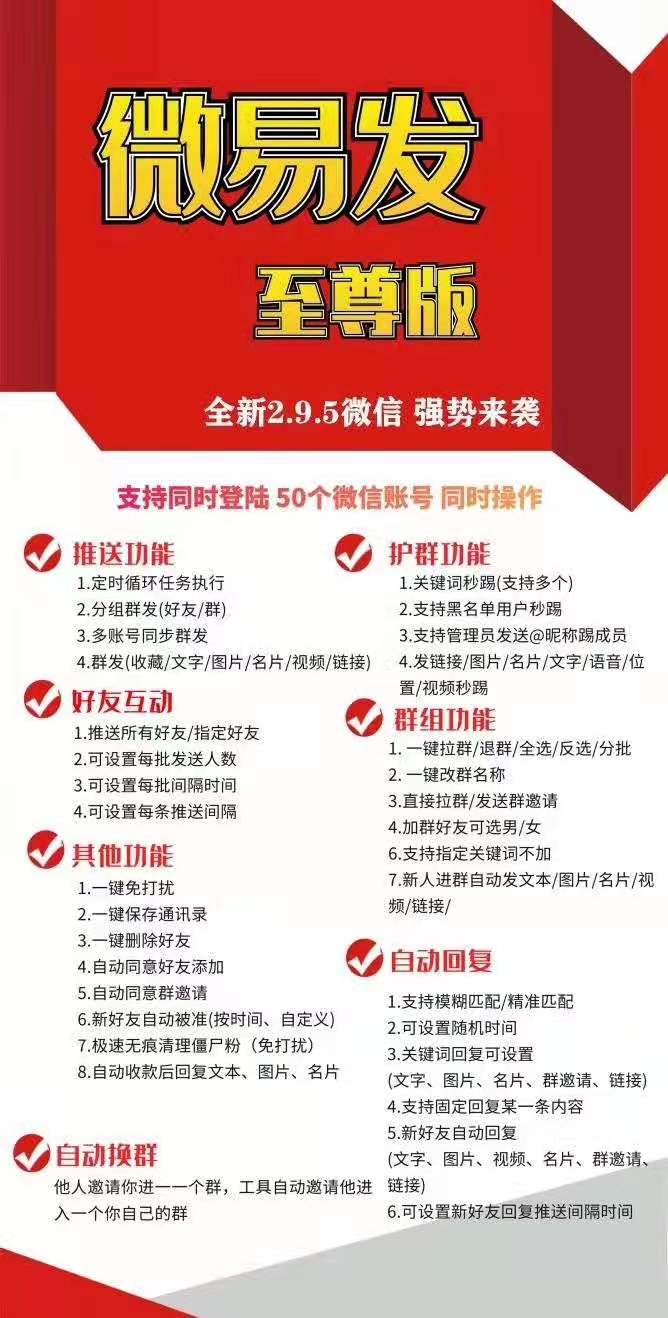 微易发
至尊版
全新2.9.5微信 强势来袭
支持同时登陆 50个微信账号 同时操作
推送功能
1.定时循环任务执行
2.分组群发(好友/群)
3.多账号同步群发
4.群发(收藏/文字/图片/名片/视频/链接)
好友互动
1.推送所有好友/指定好友
2.可设置每批发送人数
3.可设置每批间隔时间
4.可设置每条推送间隔
其他功能
1.一键免打扰
2.一键保存通讯录
3.一键删除好友
4.自动同意好友添加
5.自动同意群邀请
6.新好友自动被准(按时间、自定义)
7.极速无痕清理僵尸粉（免打扰）
8.自动收款后回复文本、图片、名片
自动换群
他人邀请你进一一个群，工具自动邀请他进
入一个你自己的群
护群功能
1.关键词秒踢(支持多个)
2.支持黑名单用户秒踢
3.支持管理员发送@昵称踢成员
4.发链接/图片/名片/文字/语音/位
置/视频秒踢
群组功能
1. 一键拉群/退群/全选/反选/分批
2. 一键改群名称
3.直接拉群/发送群邀请
4.加群好友可选男/女
6.支持指定关键词不加
7.新人进群自动发文本/图片/名片/视
频/链接/
自动回复
1.支持模糊匹配/精准匹配
2.可设置随机时间
3.关键词回复可设置
(文字、图片、名片、群邀请、链接)
4.支持固定回复某一条内容
5.新好友自动回复
(文字、图片、视频、名片、群邀请、
链接)
6.可设置新好友回复推送间隔时间